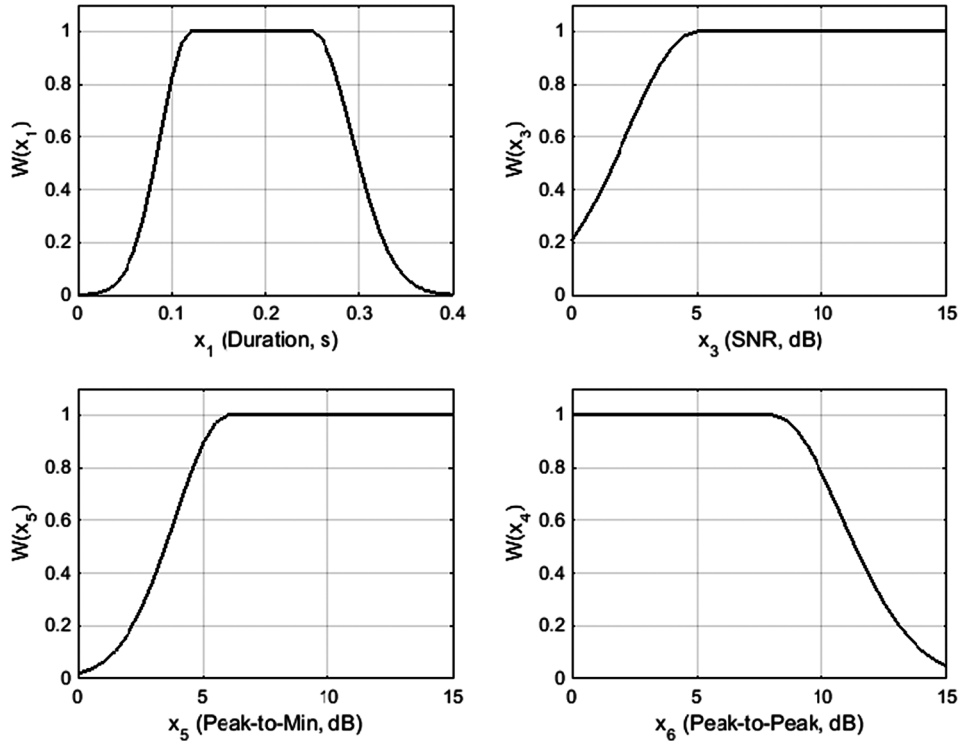 W(x1)
1
0.8
0.6
0.4
0.2
0
0 0.1 0.2 0.3 0.4
x1 (Duration, s)
W(x3)
1
0.8
0.6
0.4
0.2
0
0 5 10 15
x3 (SNR, dB)
W(x5)
1
0.8
0.6
0.4
0.2
0
0 5 10 15
x5 (Peak-to-Min, dB)
W(x4)
1
0.8
0.6
0.4
0.2
0
0 5 10 15
x6 (Peak-to-Peak, dB)